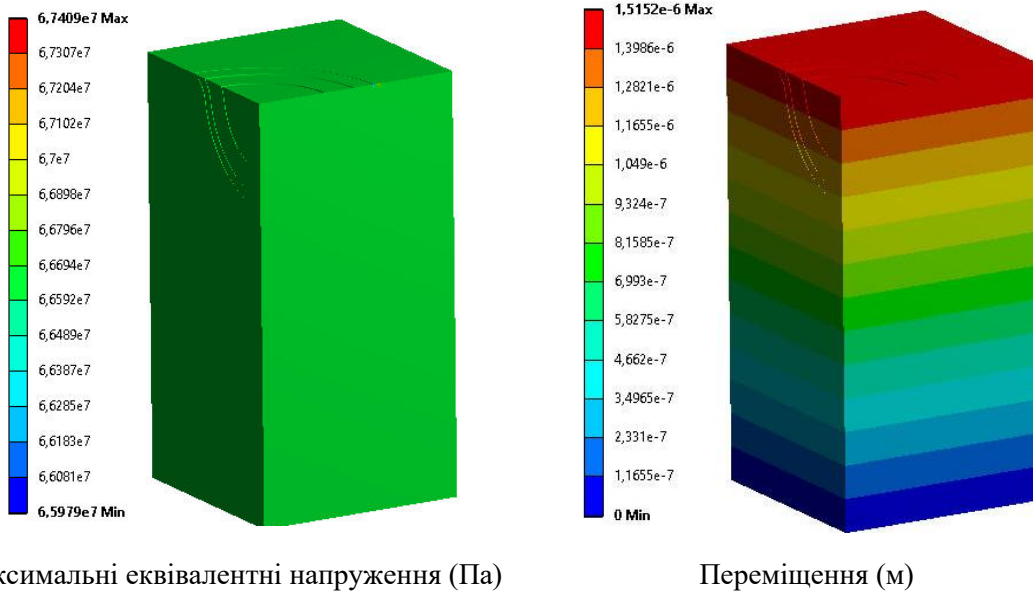 6,7409e7 Max
6,7307e7
6,7204e7
6,7102e7
6,7e7
6,6898e7
6,6796e7
6,6694e7
6,6592e7
6,6489e7
6,6387e7
6,6285e7
6,6183e7
6,6081e7
6,5979e7 Min
1,5152e-6 Max
1,3986e-6
1,2821e-6
1,1655e-6
1,049e-6
9,324e-7
8,1585e-7
6,993e-7
5,8275e-7
4,662e-7
3,4965e-7
2,331e-7
1,1655e-7
0 Min
ксимальні еквівалентні напруження (Па)
Переміщення (м)